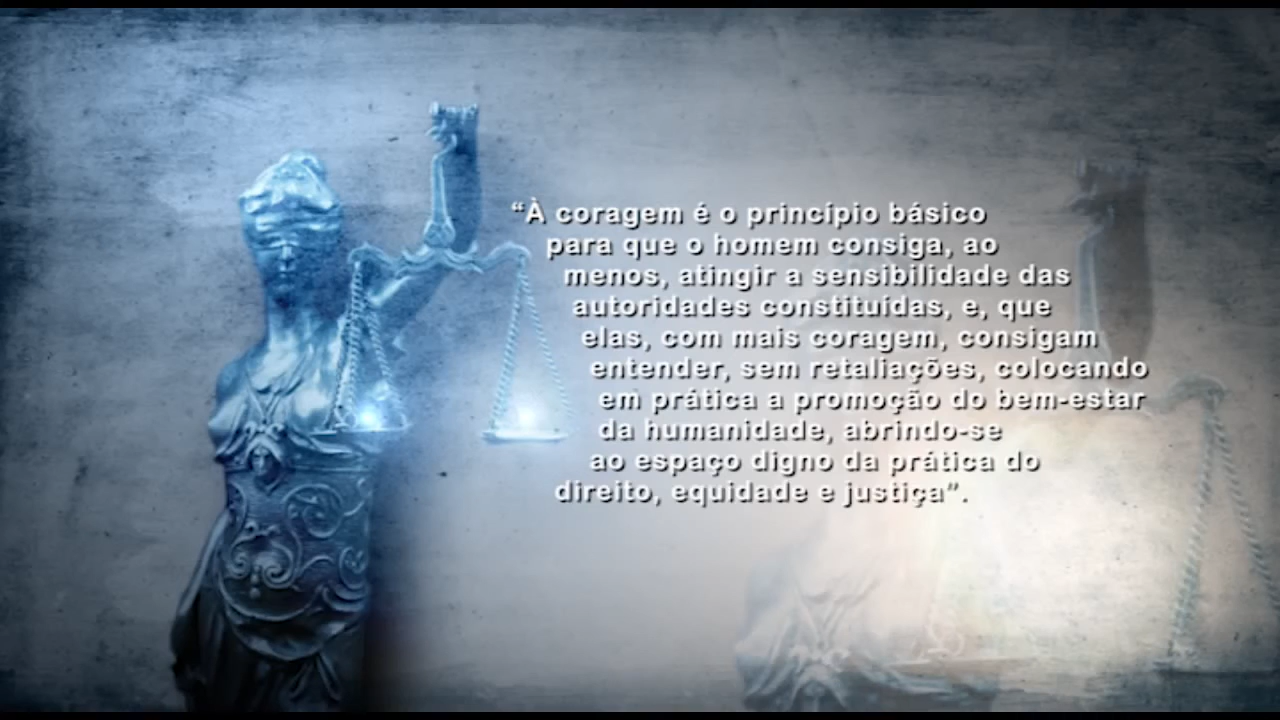 “À coragem é o princípio básico
para que o homem consiga, ao
menos, atingir a sensibilidade das
autoridades constituídas, e, que
elas, com mais coragem, consigam
entender, sem retaliações, colocando
em prática a promoção do bem-estar
da humanidade, abrindo-se
ao espaço digno da prática do
direito, equidade e justiça”.